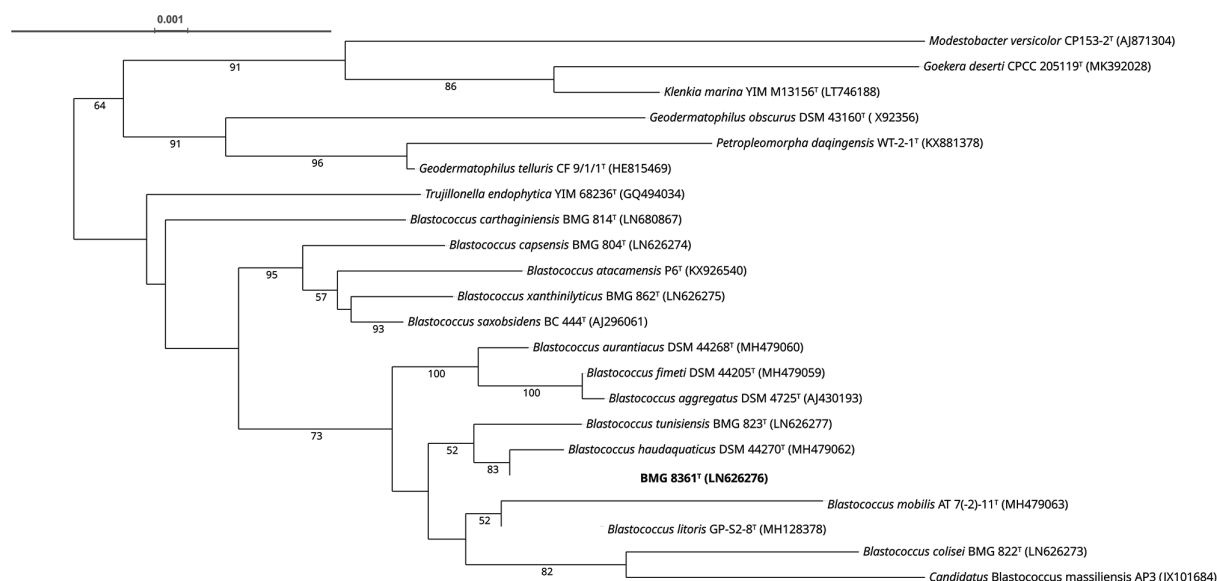 0.001
Modestobacter versicolor CP153-2ᵀ (AJ871304)
91
Goekera deserti CPCC 205119ᵀ (MK392028)
86
Klenkia marina YIM M13156ᵀ (LT746188)
64
Geodermatophilus obscurus DSM 43160ᵀ ( X92356)
91
Petropleomorpha daqingensis WT-2-1ᵀ (KX881378)
96
Geodermatophilus telluris CF 9/1/1ᵀ (HE815469)
Trujillonella endophytica YIM 68236ᵀ (GQ494034)
Blastococcus carthaginiensis BMG 814ᵀ (LN680867)
Blastococcus capsensis BMG 804ᵀ (LN626274)
95
Blastococcus atacamensis P6ᵀ (KX926540)
57
Blastococcus xanthinilyticus BMG 862ᵀ (LN626275)
Blastococcus saxobsidens BC 444ᵀ (AJ296061)
93
Blastococcus aurantiacus DSM 44268ᵀ (MH479060)
100
Blastococcus fimeti DSM 44205ᵀ (MH479059)
100
Blastococcus aggregatus DSM 4725ᵀ (AJ430193)
Blastococcus tunisiensis BMG 823ᵀ (LN626277)
73
52
Blastococcus haudaquaticus DSM 44270ᵀ (MH479062)
83
BMG 8361ᵀ (LN626276)
Blastococcus mobilis AT 7(-2)-11ᵀ (MH479063)
52
Blastococcus litoris GP-S2-8ᵀ (MH128378)
Blastococcus colisei BMG 822ᵀ (LN626273)
82
Candidatus Blastococcus massiliensis AP3 (JX101684)